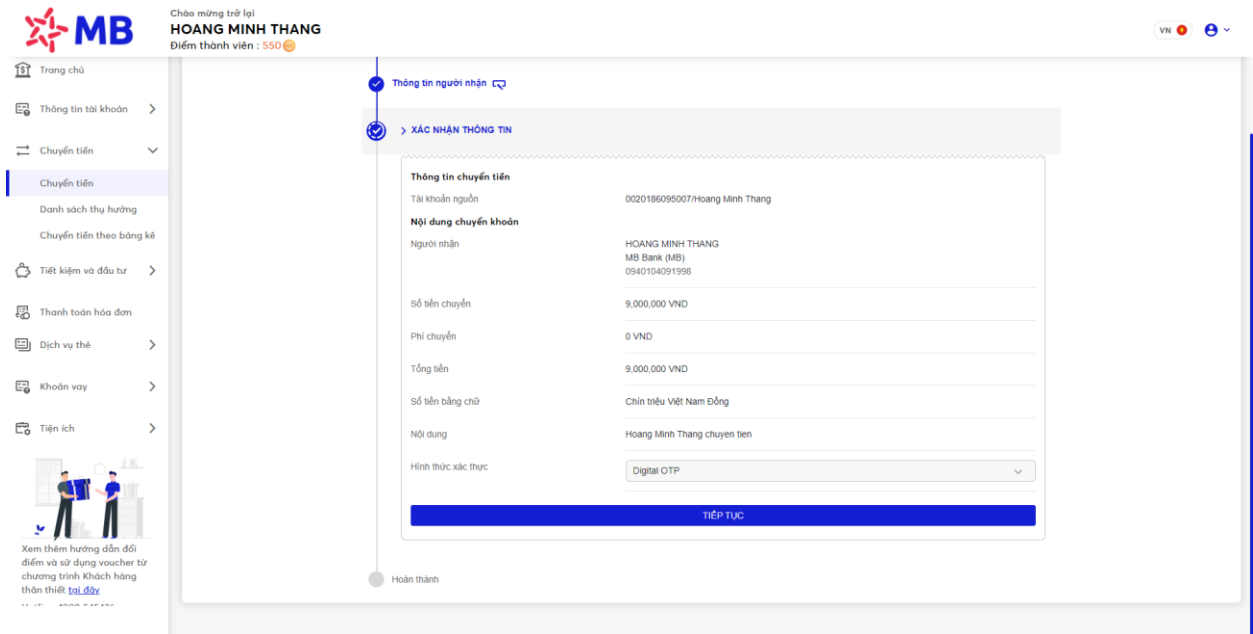 MB
Chào mừng trở lại
HOANG MINH THANG
Điểm thành viên : 550
VN
Trang chủ
Thông tin tài khoản
Chuyển tiền
Chuyển tiền
Danh sách thụ hưởng
Chuyển tiền theo bảng kê
Tiết kiệm và đầu tư
Thanh toán hóa đơn
Dịch vụ thẻ
Khoản vay
Tiện ích
Xem thêm hướng dẫn đổi
điểm và sử dụng voucher từ
chương trình Khách hàng
thân thiết tại đây
Thông tin người nhận
XÁC NHẬN THÔNG TIN
Thông tin chuyển tiền
Tài khoản nguồn 0020186095007/Hoang Minh Thang
Nội dung chuyển khoản
Người nhận HOANG MINH THANG
MB Bank (MB)
0940104091998
Số tiền chuyển 9,000,000 VND
Phí chuyển 0 VND
Tổng tiền 9,000,000 VND
Số tiền bằng chữ Chín triệu Việt Nam Đồng
Nội dung Hoang Minh Thang chuyen tien
Hình thức xác thực Digital OTP
TIẾP TỤC
Hoàn thành